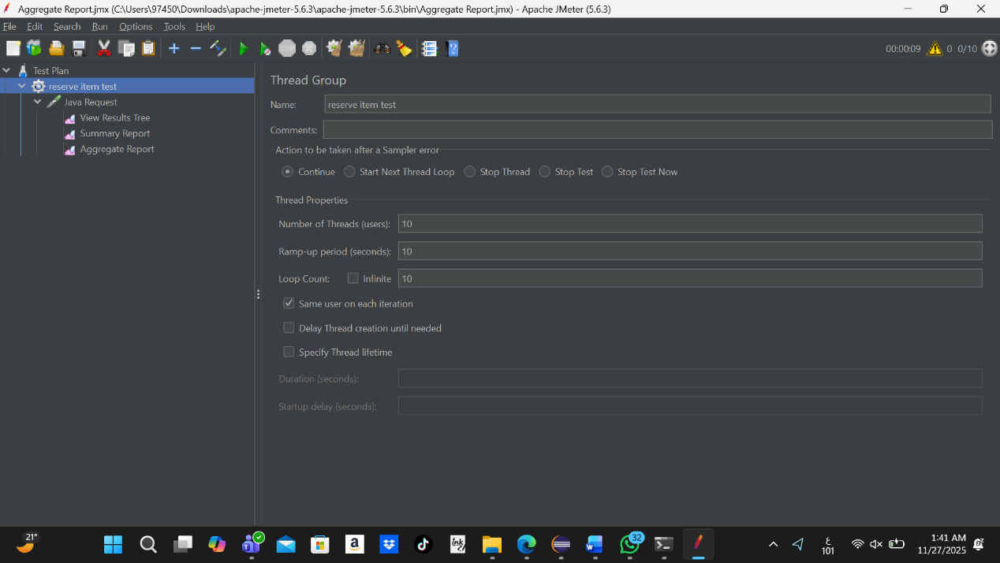 Aggregate Report.jmx (C:\Users\97450\Downloads\apache-jmeter-5.6.3\apache-jmeter-5.6.3\bin\Aggregate Report.jmx) - Apache JMeter (5.6.3)
File Edit Search Run Options Tools Help
00:00:09 0 0/10
Test Plan
reserve item test
Java Request
View Results Tree
Summary Report
Aggregate Report
Thread Group
Name: reserve item test
Comments:
Action to be taken after a Sampler error
Continue Start Next Thread Loop Stop Thread Stop Test Stop Test Now
Thread Properties
Number of Threads (users): 10
Ramp-up period (seconds): 10
Loop Count: Infinite 10
Same user on each iteration
Delay Thread creation until needed
Specify Thread lifetime
Duration (seconds):
Startup delay (seconds):
21°
32
ع
101
1:41 AM
11/27/2025